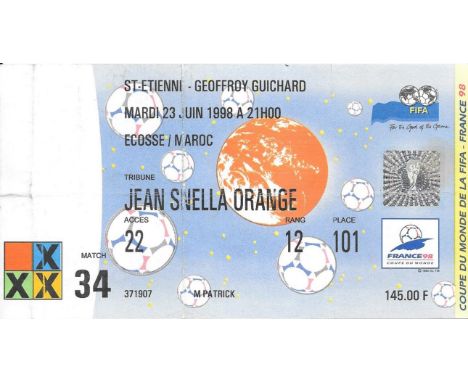 ST-ETIENNE - GEOFFROY GUICHARD
MARDI 23 JUIN 1998 A 21H00
ECOSSE / MAROC
TRIBUNE
JEAN SNELLA ORANGE
ACCES
22
RANG
12
PLACE
101
MATCH
34
371907
M PATRICK
145.00 F
FIFA
For the Good of the Game
FRANCE 98
COUPE DU MONDE
COUPE DU MONDE DE LA FIFA - FRANCE 98
XXX